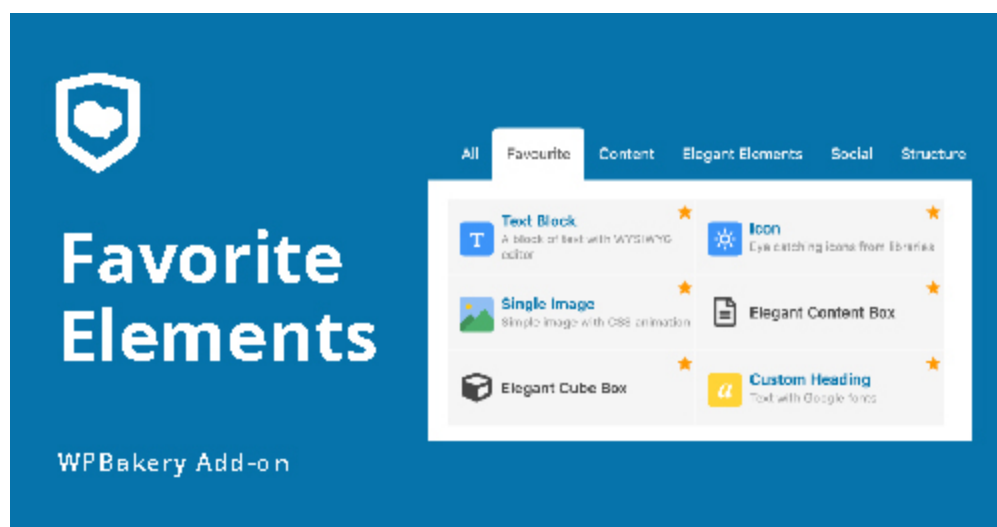 Favorite
Elements
WPBakery Add-on
All Favourite Content Elegant Elements Social Structure
T Text Block
A block of text with WYSIWYG
editor
Icon
Eye catching icons from libraries
Single Image
Simple image with CSS animation
Elegant Content Box
Elegant Cube Box
a Custom Heading
Text with Google fonts